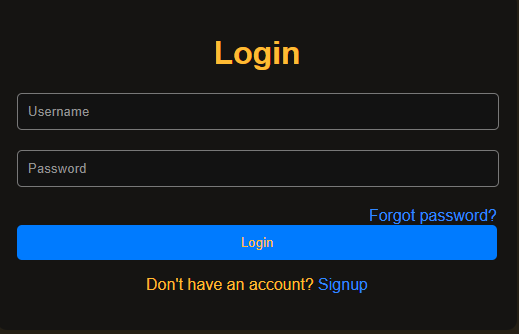 Login
Username
Password
Forgot password?
Login
Don't have an account? Signup